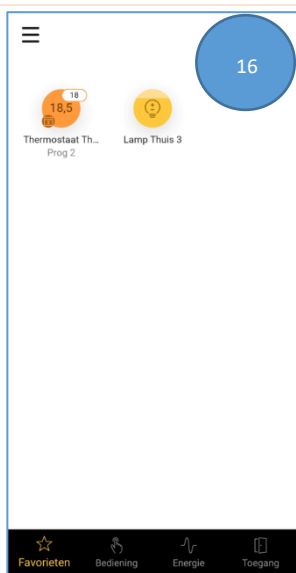 16
18
18,5
Thermostaat Th... Lamp Thuis 3
Prog 2
Favorieten Bediening Energie Toegang